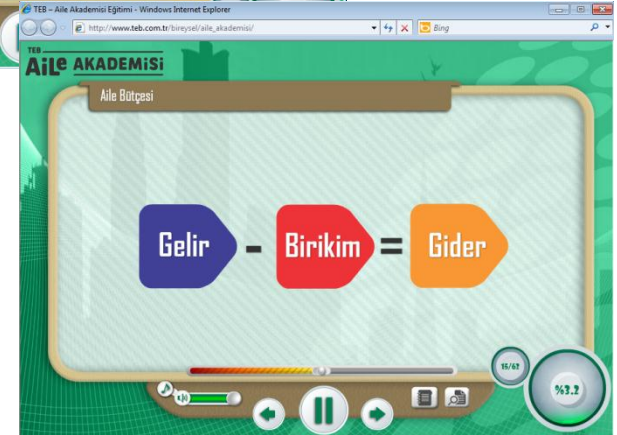 TEB – Aile Akademisi Eğitimi - Windows Internet Explorer
http://www.teb.com.tr/bireysel/aile_akademisi/
Bing
TEB
AiLe AKADEMiSi
Aile Bütçesi
Gelir - Birikim = Gider
15/67
%3.2